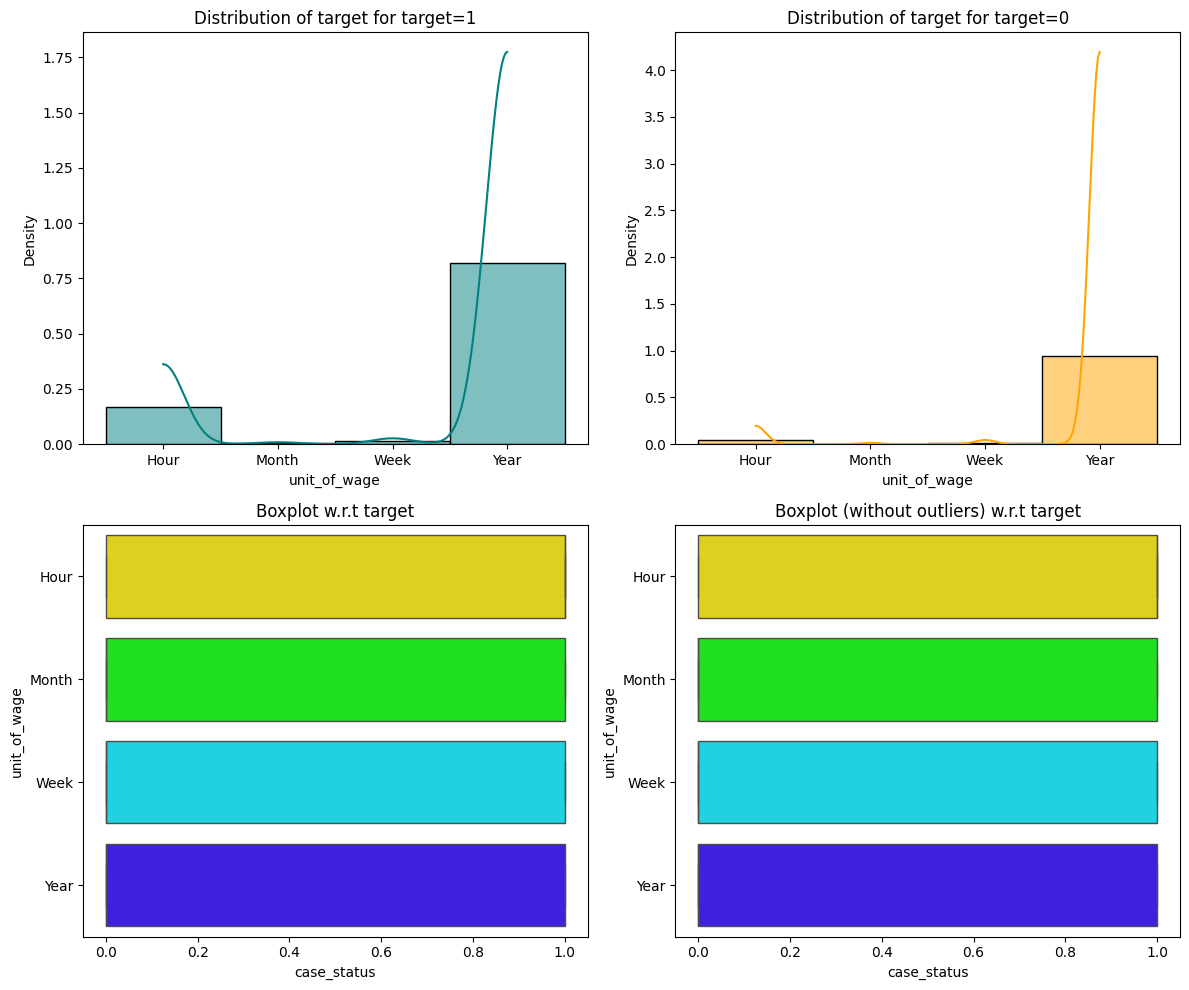 Distribution of target for target=1
1.75
1.50
1.25
1.00
0.75
0.50
0.25
0.00
Density
Hour Month Week Year
unit_of_wage
Distribution of target for target=0
4.0
3.5
3.0
2.5
2.0
1.5
1.0
0.5
0.0
Density
Hour Month Week Year
unit_of_wage
Boxplot w.r.t target
Hour
Month
Week
Year
unit_of_wage
0.0 0.2 0.4 0.6 0.8 1.0
case_status
Boxplot (without outliers) w.r.t target
Hour
Month
Week
Year
unit_of_wage
0.0 0.2 0.4 0.6 0.8 1.0
case_status